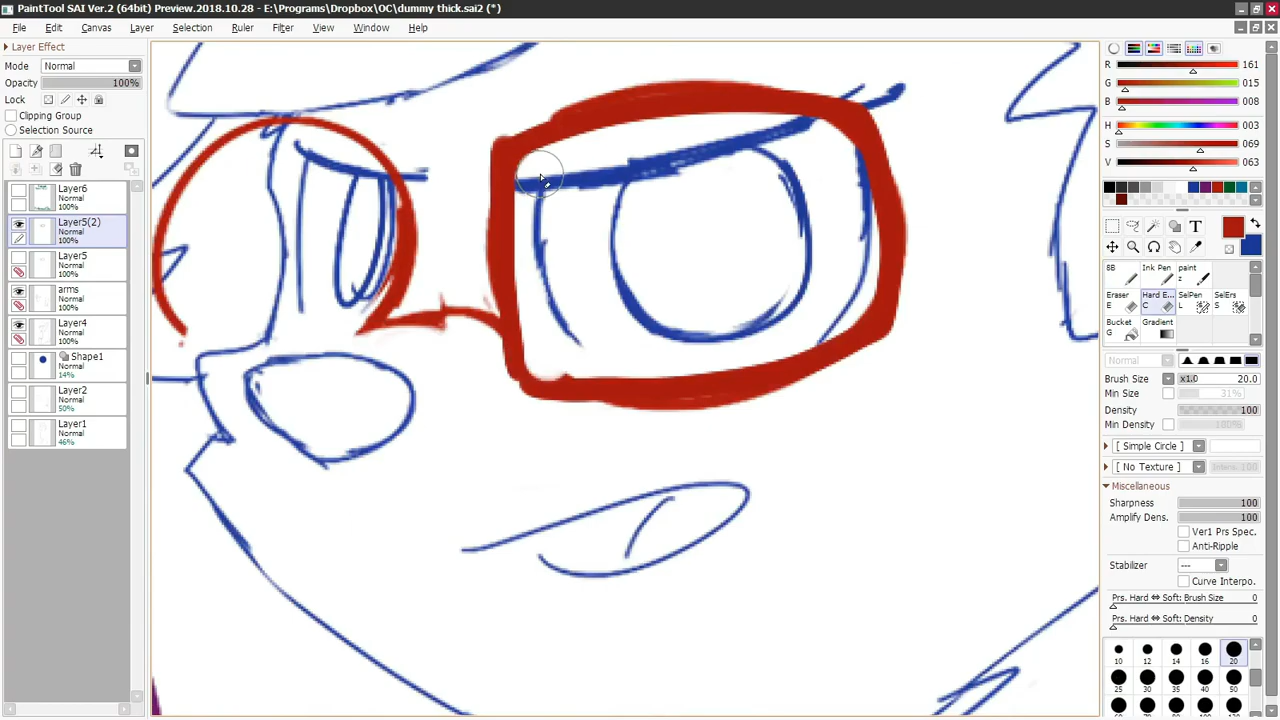 PaintTool SAI Ver.2 (64bit) Preview.2018.10.28 - E:\Programs\Dropbox\OC\dummy thick.sai2 (*)
File Edit Canvas Layer Selection Ruler Filter View Window Help
Layer Effect
Mode Normal
Opacity 100%
Lock
Clipping Group
Selection Source
Layer6
Normal
100%
Layer5(2)
Normal
100%
Layer5
Normal
100%
arms
Normal
100%
Layer4
Normal
100%
Shape1
Normal
14%
Layer2
Normal
50%
Layer1
Normal
46%
R 161
G 015
B 008
H 003
S 069
V 063
T
Ink Pen paint
Z
Eraser Hard E... SelPen SelErs
E C L S
Bucket Gradient
G
Normal
Brush Size x1.0 20.0
Min Size 31%
Density 100
Min Density 100%
[ Simple Circle ]
[ No Texture ]
Miscellaneous
Sharpness 100
Amplify Dens. 100
Ver1 Prs Spec.
Anti-Ripple
Stabilizer ---
Curve Interpo.
Prs. Hard ⇔ Soft: Brush Size 0
Prs. Hard ⇔ Soft: Density 0
10 12 14 16 20
25 30 35 40 50